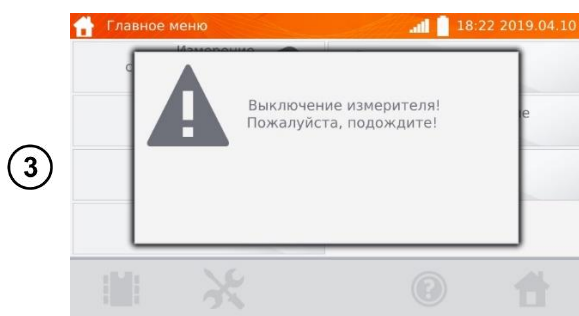 Главное меню
18:22 2019.04.10
Выключение измерителя!
Пожалуйста, подождите!
3